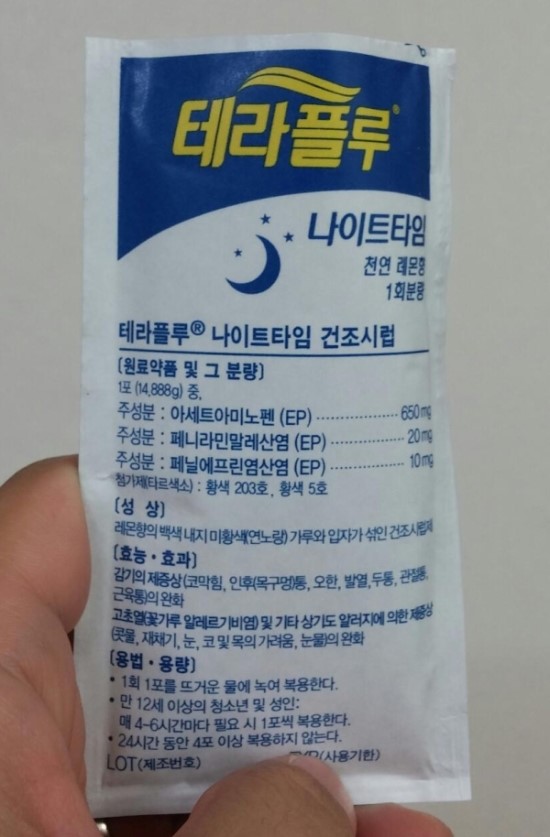 테라플루®
나이트타임
천연 레몬향
1회분량
테라플루® 나이트타임 건조시럽
[원료약품 및 그 분량]
1포 (14,888g) 중,
주성분 : 아세트아미노펜 (EP) ························ 650mg
주성분 : 페니라민말레산염 (EP) ···················· 20mg
주성분 : 페닐에프린염산염 (EP) ···················· 10mg
첨가제(타르색소) : 황색 203호, 황색 5호
[성 상]
레몬향의 백색 내지 미황색(연노랑) 가루와 입자가 섞인 건조시럽제
[효능·효과]
감기의 제증상(코막힘, 인후(목구멍)통, 오한, 발열, 두통, 관절통,
근육통)의 완화
고초열(꽃가루 알레르기비염) 및 기타 상기도 알러지에 의한 제증상
(콧물, 재채기, 눈, 코 및 목의 가려움, 눈물)의 완화
[용법·용량]
• 1회 1포를 뜨거운 물에 녹여 복용한다.
• 만 12세 이상의 청소년 및 성인:
매 4~6시간마다 필요 시 1포씩 복용한다.
• 24시간 동안 4포 이상 복용하지 않는다.
LOT(제조번호) (사용기한)